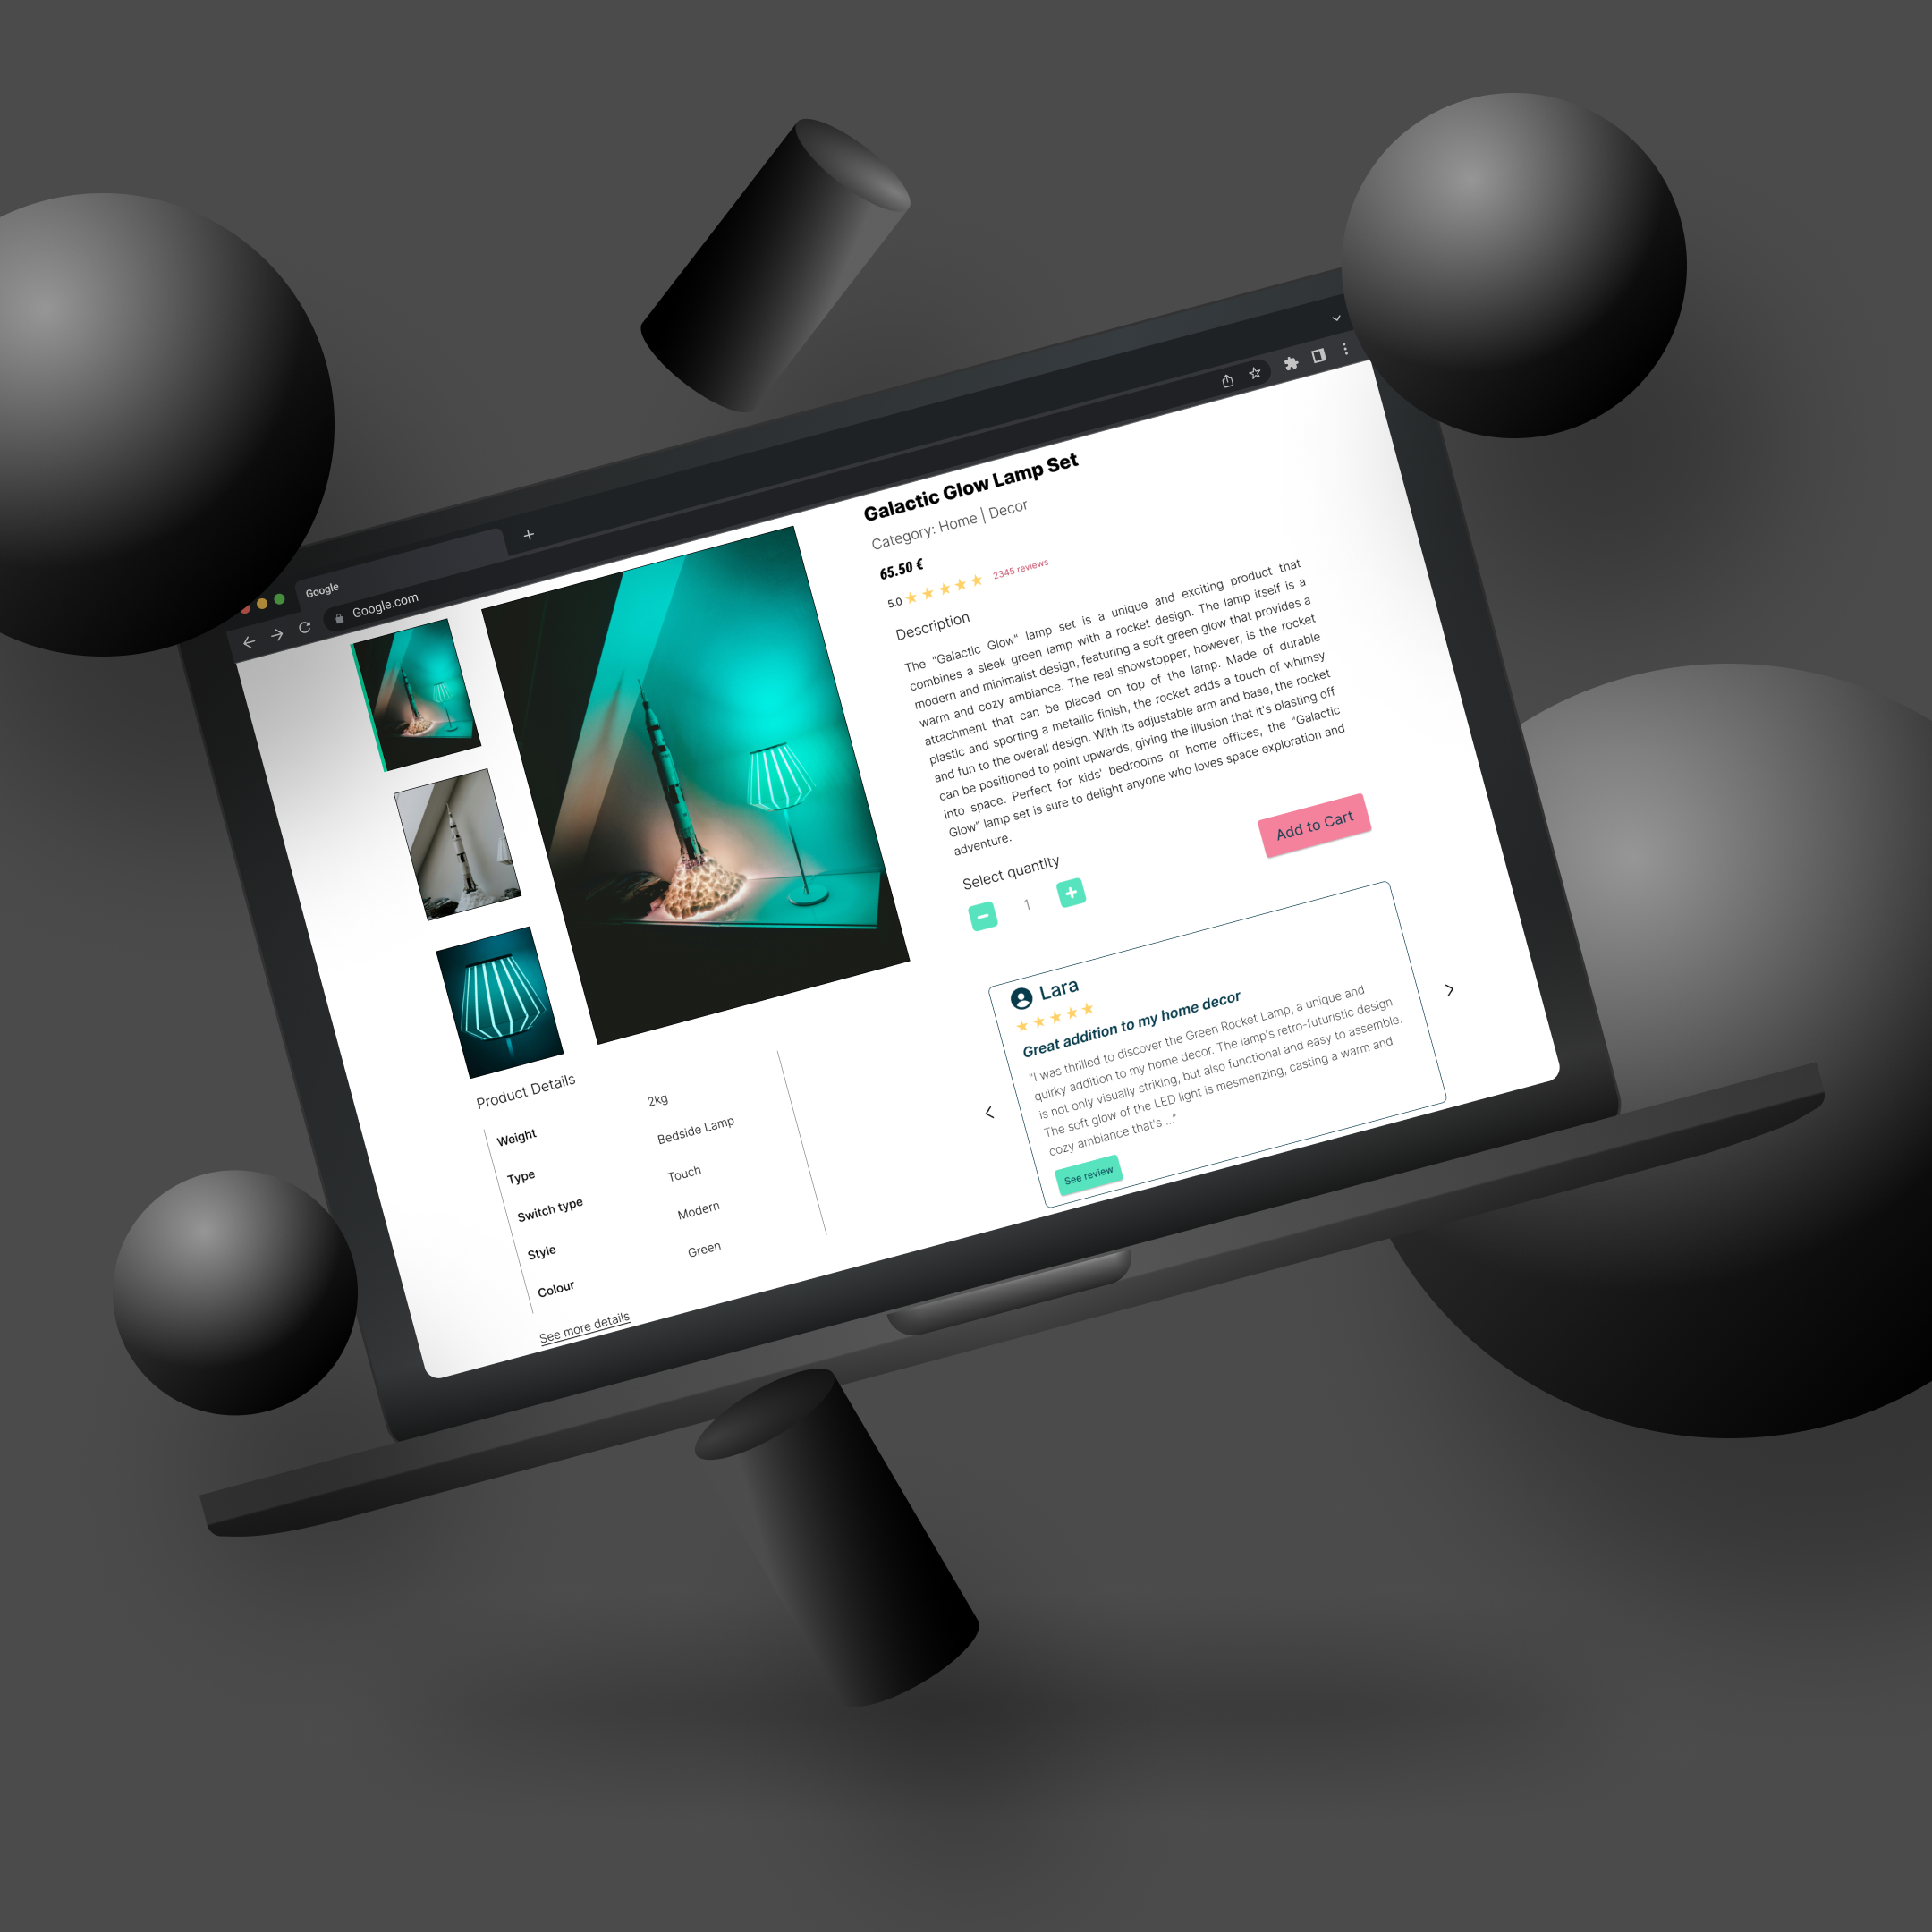 Google
Google.com
Galactic Glow Lamp Set
Category: Home | Decor
65.50 €
5.0
2345 reviews
Description
The "Galactic Glow" lamp set is a unique and exciting product that
combines a sleek green lamp with a rocket design. The lamp itself is a
modern and minimalist design, featuring a soft green glow that provides a
warm and cozy ambiance. The real showstopper, however, is the rocket
attachment that can be placed on top of the lamp. Made of durable
plastic and sporting a metallic finish, the rocket adds a touch of whimsy
and fun to the overall design. With its adjustable arm and base, the rocket
can be positioned to point upwards, giving the illusion that it's blasting off
into space. Perfect for kids' bedrooms or home offices, the "Galactic
Glow" lamp set is sure to delight anyone who loves space exploration and
adventure.
Select quantity
1
Add to Cart
Product Details
Weight 2kg
Type Bedside Lamp
Switch type Touch
Style Modern
Colour Green
See more details
Lara
Great addition to my home decor
"I was thrilled to discover the Green Rocket Lamp, a unique and
quirky addition to my home decor. The lamp's retro-futuristic design
is not only visually striking, but also functional and easy to assemble.
The soft glow of the LED light is mesmerizing, casting a warm and
cozy ambiance that's ..."
See review